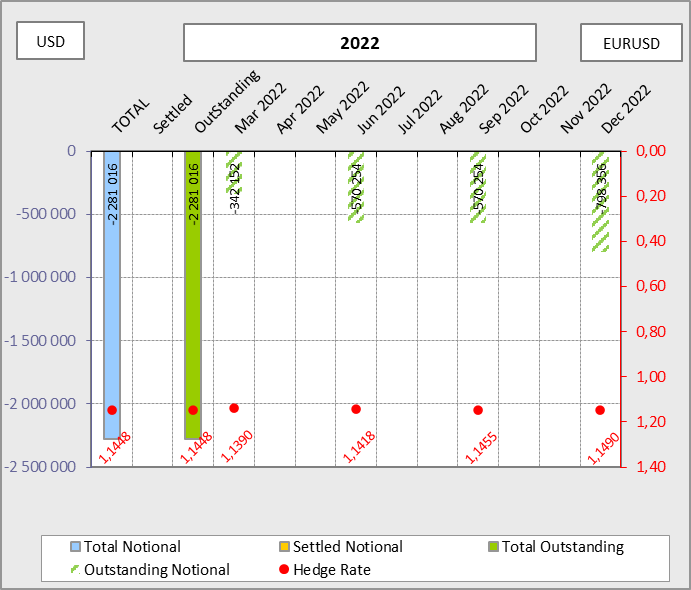 USD
2022
EURUSD
TOTAL
Settled
OutStanding
Mar 2022
Apr 2022
May 2022
Jun 2022
Jul 2022
Aug 2022
Sep 2022
Oct 2022
Nov 2022
Dec 2022
0
-500 000
-1 000 000
-1 500 000
-2 000 000
-2 500 000
-2 281 016
-2 281 016
-342 152
-570 254
-570 254
-798 356
1,1448
1,1448
1,1390
1,1418
1,1455
1,1490
0,00
0,20
0,40
0,60
0,80
1,00
1,20
1,40
Total Notional
Settled Notional
Total Outstanding
Outstanding Notional
Hedge Rate